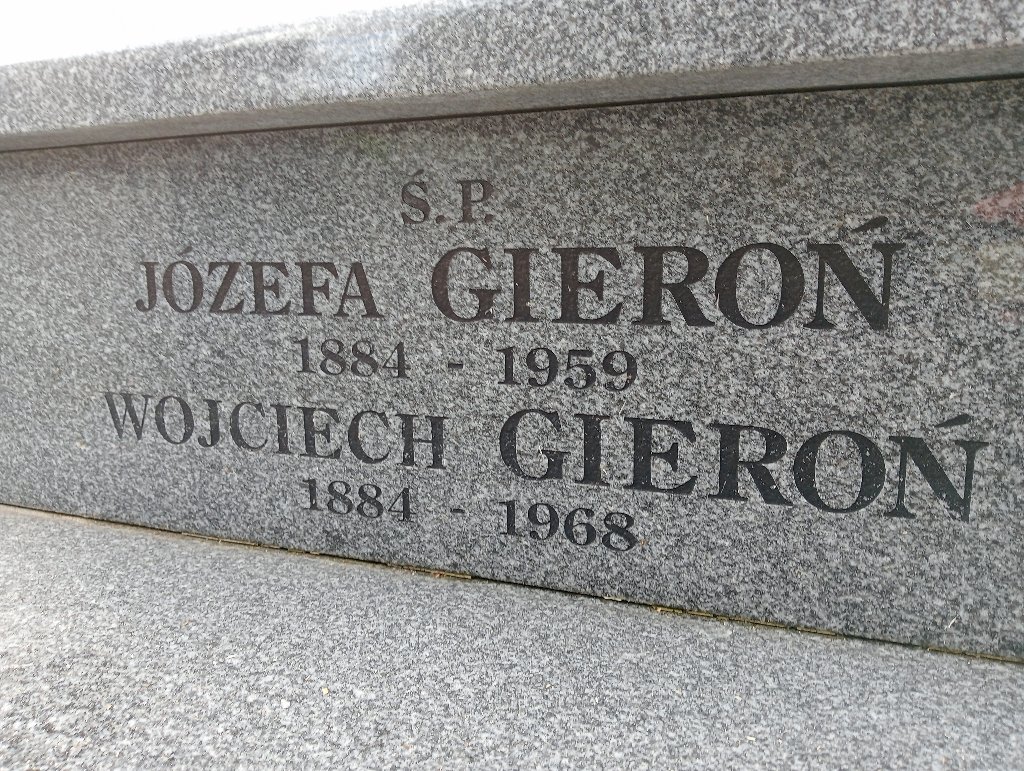 Ś.P.
JÓZEFA GIEROŃ
1884 - 1959
WOJCIECH GIEROŃ
1884 - 1968